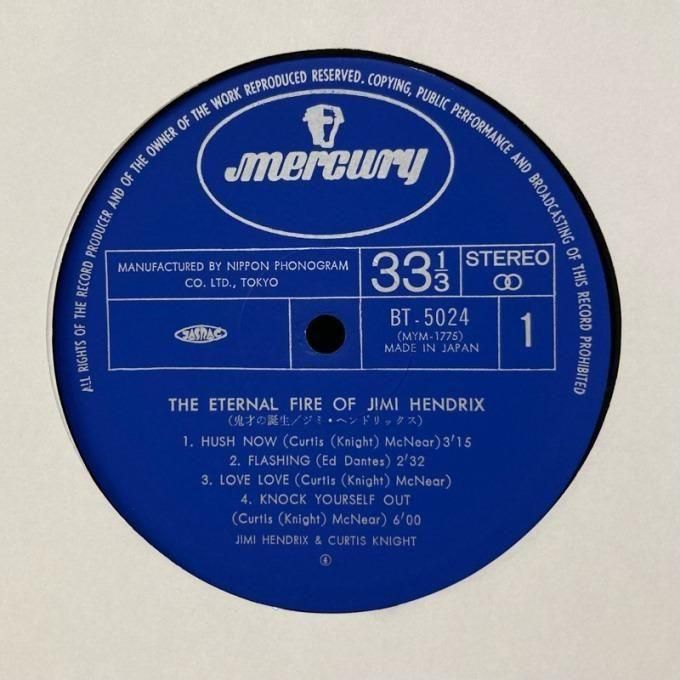 ALL RIGHTS OF THE RECORD PRODUCER AND OF THE OWNER OF THE WORK REPRODUCED RESERVED. COPYING, PUBLIC PERFORMANCE AND BROADCASTING OF THIS RECORD PROHIBITED
mercury
MANUFACTURED BY NIPPON PHONOGRAM
CO. LTD., TOKYO
33 1/3
STEREO
JASRAC
BT-5024
(MYM-1775)
MADE IN JAPAN
1
THE ETERNAL FIRE OF JIMI HENDRIX
(鬼才の誕生/ジミ・ヘンドリックス)
1. HUSH NOW (Curtis (Knight) McNear) 3'15
2. FLASHING (Ed Dantes) 2'32
3. LOVE LOVE (Curtis (Knight) McNear)
4. KNOCK YOURSELF OUT
(Curtis (Knight) McNear) 6'00
JIMI HENDRIX & CURTIS KNIGHT